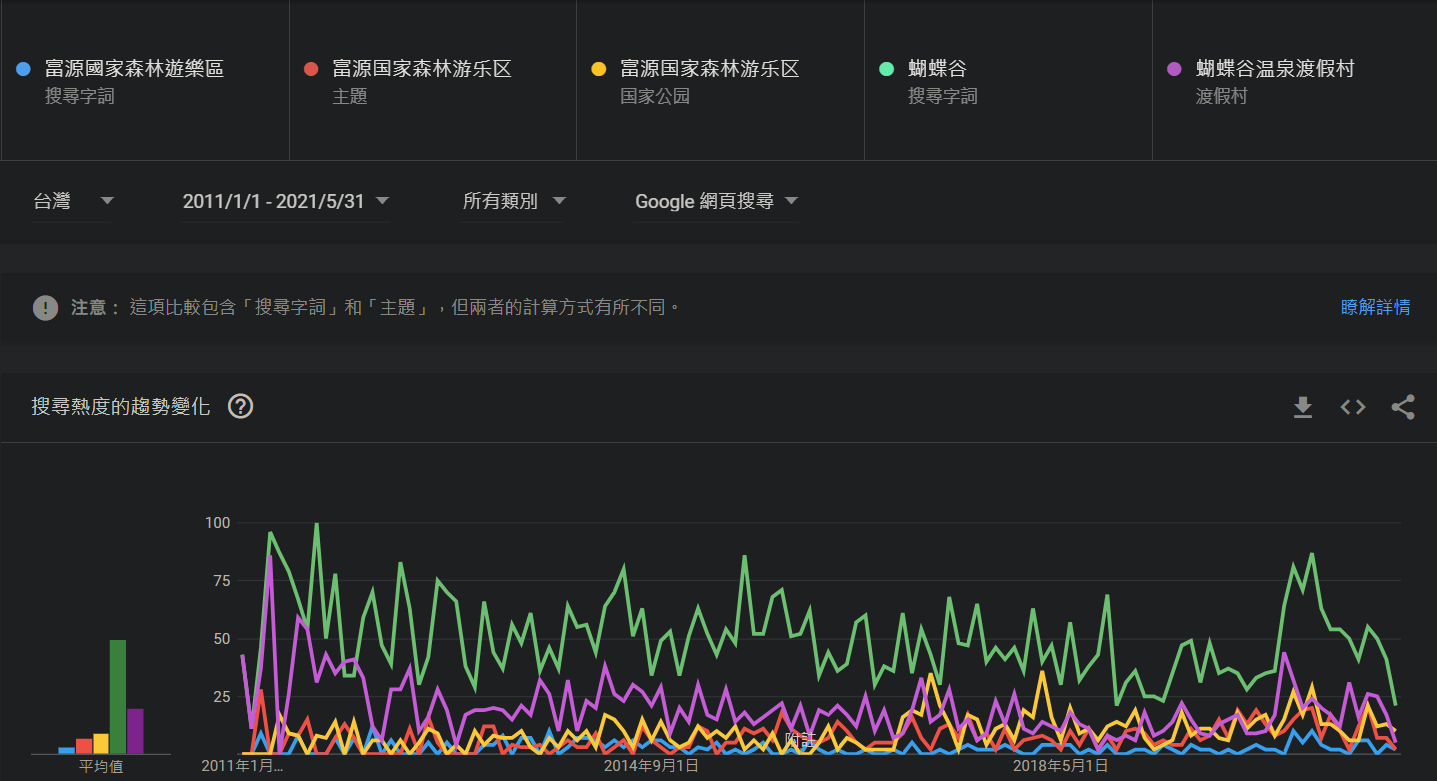 富源國家森林遊樂區
搜尋字詞
富源国家森林游乐区
主題
富源国家森林游乐区
国家公园
蝴蝶谷
搜尋字詞
蝴蝶谷温泉渡假村
渡假村
台灣
2011/1/1 - 2021/5/31
所有類別
Google 網頁搜尋
注意： 這項比較包含「搜尋字詞」和「主題」，但兩者的計算方式有所不同。
瞭解詳情
搜尋熱度的趨勢變化
100
75
50
25
附註
平均值
2011年1月…
2014年9月1日
2018年5月1日